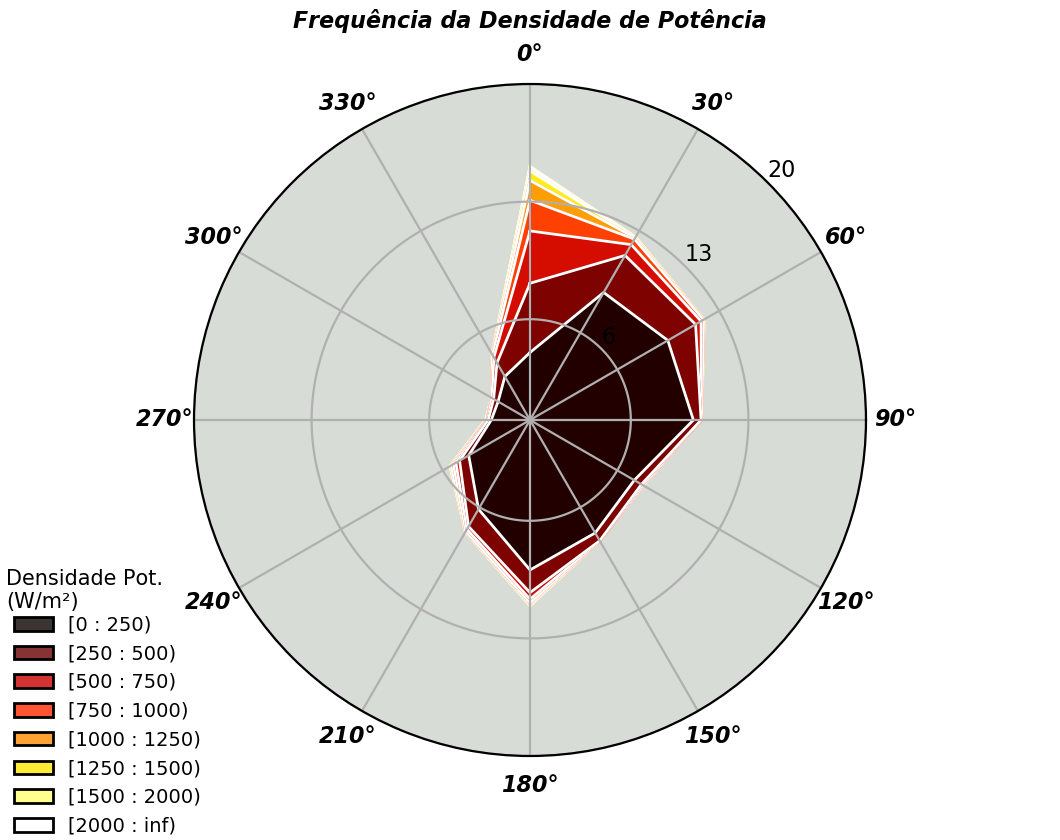 Frequência da Densidade de Potência
0°
330°
30°
20
300°
60°
13
6
270°
90°
240°
120°
210°
150°
180°
Densidade Pot.
(W/m²)
[0 : 250)
[250 : 500)
[500 : 750)
[750 : 1000)
[1000 : 1250)
[1250 : 1500)
[1500 : 2000)
[2000 : inf)